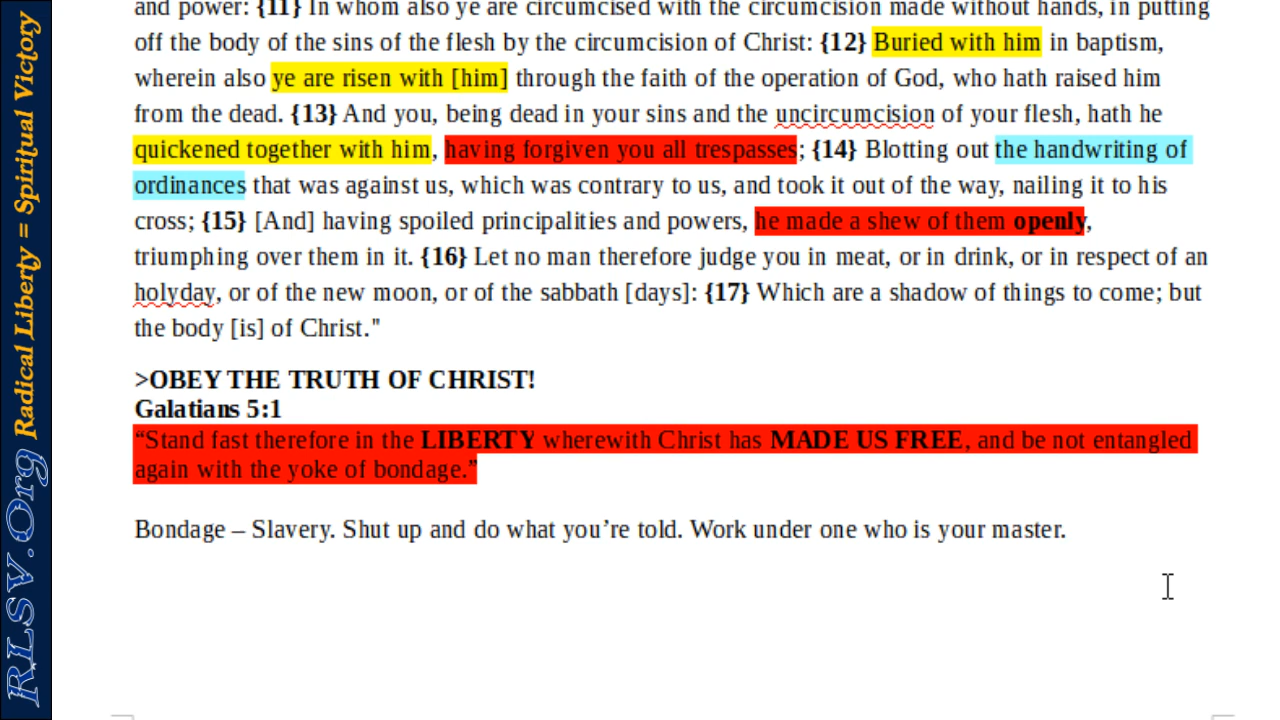 and power: {11} In whom also ye are circumcised with the circumcision made without hands, in putting
off the body of the sins of the flesh by the circumcision of Christ: {12} Buried with him in baptism,
wherein also ye are risen with [him] through the faith of the operation of God, who hath raised him
from the dead. {13} And you, being dead in your sins and the uncircumcision of your flesh, hath he
quickened together with him, having forgiven you all trespasses; {14} Blotting out the handwriting of
ordinances that was against us, which was contrary to us, and took it out of the way, nailing it to his
cross; {15} [And] having spoiled principalities and powers, he made a shew of them openly,
triumphing over them in it. {16} Let no man therefore judge you in meat, or in drink, or in respect of an
holyday, or of the new moon, or of the sabbath [days]: {17} Which are a shadow of things to come; but
the body [is] of Christ."
>OBEY THE TRUTH OF CHRIST!
Galatians 5:1
“Stand fast therefore in the LIBERTY wherewith Christ has MADE US FREE, and be not entangled
again with the yoke of bondage.”
Bondage – Slavery. Shut up and do what you’re told. Work under one who is your master.
RLSV.Org Radical Liberty = Spiritual Victory